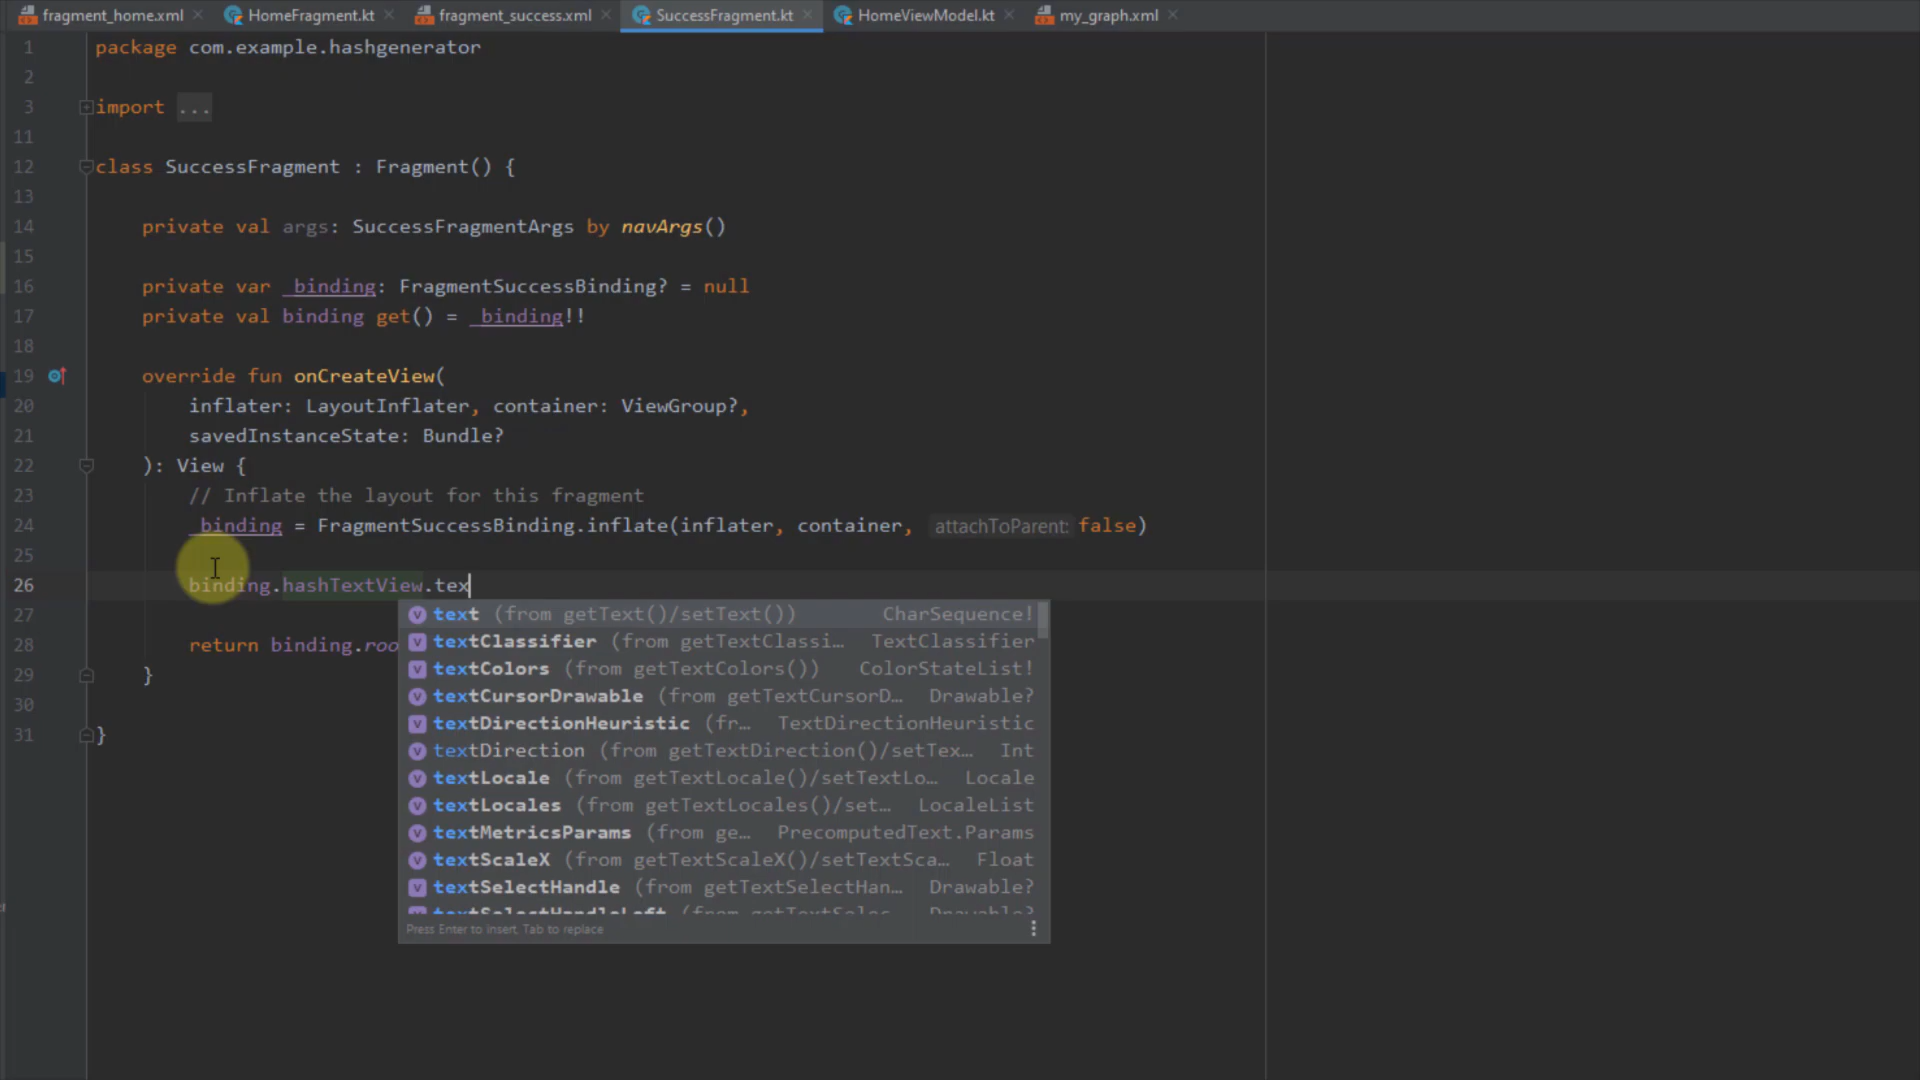 fragment_home.xml HomeFragment.kt fragment_success.xml SuccessFragment.kt HomeViewModel.kt my_graph.xml
1 package com.example.hashgenerator
2
3 import ...
11
12 class SuccessFragment : Fragment() {
13
14 private val args: SuccessFragmentArgs by navArgs()
15
16 private var _binding: FragmentSuccessBinding? = null
17 private val binding get() = _binding!!
18
19 override fun onCreateView(
20 inflater: LayoutInflater, container: ViewGroup?,
21 savedInstanceState: Bundle?
22 ): View {
23 // Inflate the layout for this fragment
24 _binding = FragmentSuccessBinding.inflate(inflater, container, attachToParent: false)
25
26 binding.hashTextView.tex
27 text (from getText()/setText()) CharSequence!
textClassifier (from getTextClassi… TextClassifier
28 return binding.roo
textColors (from getTextColors()) ColorStateList!
29 }
textCursorDrawable (from getTextCursorD… Drawable?
30
textDirectionHeuristic (fr… TextDirectionHeuristic
31 }
textDirection (from getTextDirection()/setTex… Int
textLocale (from getTextLocale()/setTextLo… Locale
textLocales (from getTextLocales()/set… LocaleList
textMetricsParams (from ge… PrecomputedText.Params
textScaleX (from getTextScaleX()/setTextSca… Float
textSelectHandle (from getTextSelectHan… Drawable?
textSelectHandleLeft (from getTextSelec… Drawable?
Press Enter to insert, Tab to replace